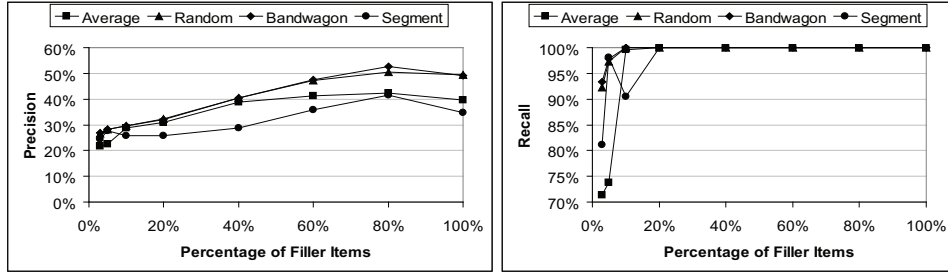 Average Random Bandwagon Segment
60%
50%
40%
30%
20%
10%
0%
Precision
0% 20% 40% 60% 80% 100%
Percentage of Filler Items
Average Random Bandwagon Segment
100%
95%
90%
85%
80%
75%
70%
Recall
0% 20% 40% 60% 80% 100%
Percentage of Filler Items